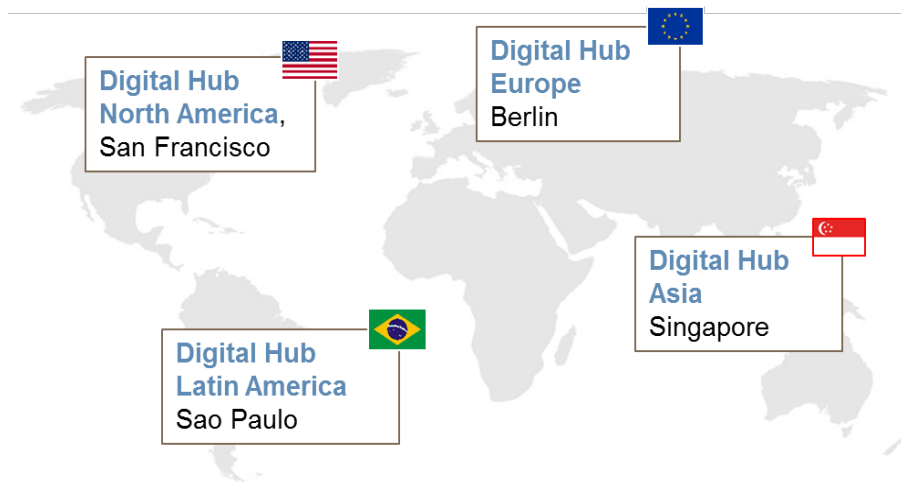 Digital Hub
North America,
San Francisco
Digital Hub
Europe
Berlin
Digital Hub
Asia
Singapore
Digital Hub
Latin America
Sao Paulo